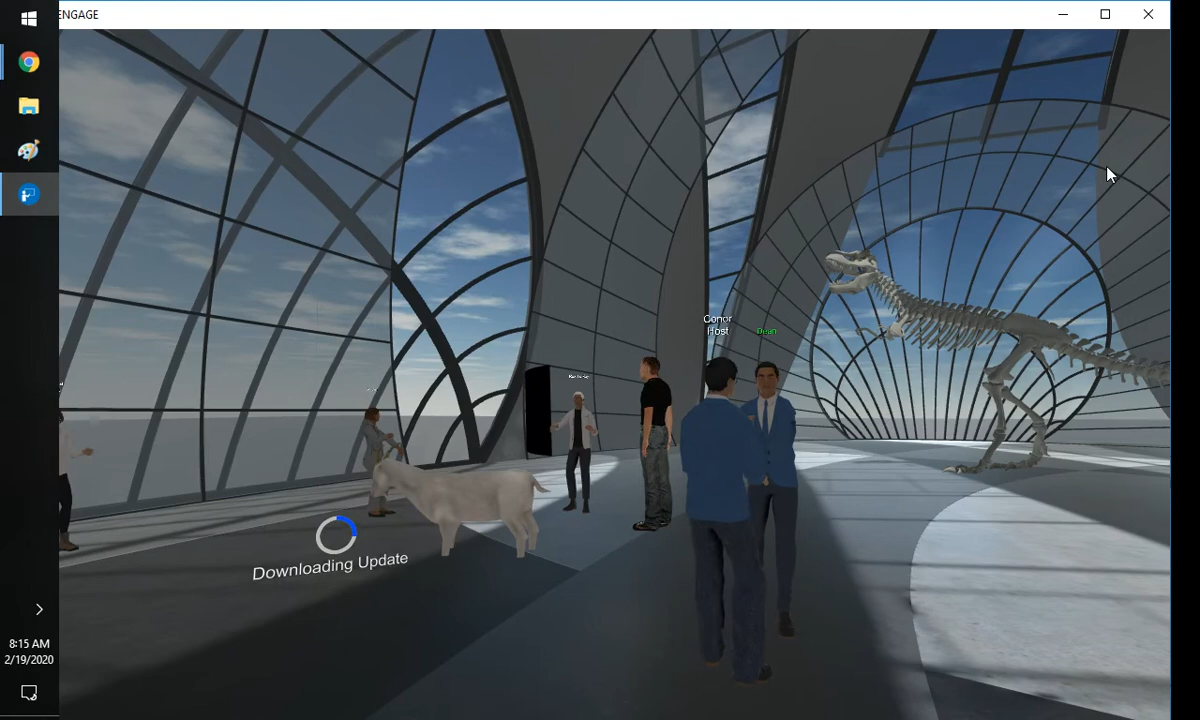 ENGAGE
Conor
Host
Dean
Downloading Update
8:15 AM
2/19/2020